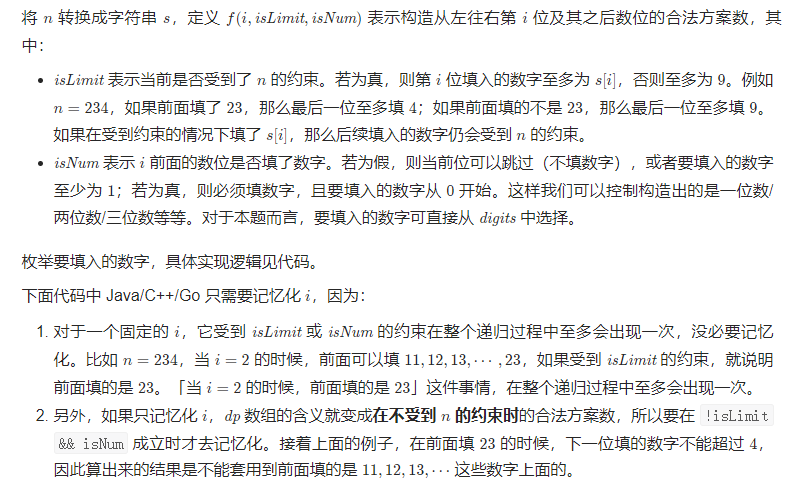 将 n 转换成字符串 s，定义 f(i,isLimit,isNum) 表示构造从左往右第 i 位及其之后数位的合法方案数，其
中：
• isLimit 表示当前是否受到了 n 的约束。若为真，则第 i 位填入的数字至多为 s[i]，否则至多为 9。例如
n = 234，如果前面填了 23，那么最后一位至多填 4；如果前面填的不是 23，那么最后一位至多填 9。
如果在受到约束的情况下填了 s[i]，那么后续填入的数字仍会受到 n 的约束。
• isNum 表示 i 前面的数位是否填了数字。若为假，则当前位可以跳过（不填数字），或者要填入的数字
至少为 1；若为真，则必须填数字，且要填入的数字从 0 开始。这样我们可以控制构造出的是一位数/
两位数/三位数等等。对于本题而言，要填入的数字可直接从 digits 中选择。
枚举要填入的数字，具体实现逻辑见代码。
下面代码中 Java/C++/Go 只需要记忆化 i，因为：
1. 对于一个固定的 i，它受到 isLimit 或 isNum 的约束在整个递归过程中至多会出现一次，没必要记忆
化。比如 n = 234，当 i = 2 的时候，前面可以填 11, 12, 13, ⋯ , 23，如果受到 isLimit 的约束，就说明
前面填的是 23。「当 i = 2 的时候，前面填的是 23」这件事情，在整个递归过程中至多会出现一次。
2. 另外，如果只记忆化 i，dp 数组的含义就变成在不受到 n 的约束时的合法方案数，所以要在 !isLimit
&& isNum 成立时才去记忆化。接着上面的例子，在前面填 23 的时候，下一位填的数字不能超过 4，
因此算出来的结果是不能套用到前面填的是 11, 12, 13, ⋯ 这些数字上面的。